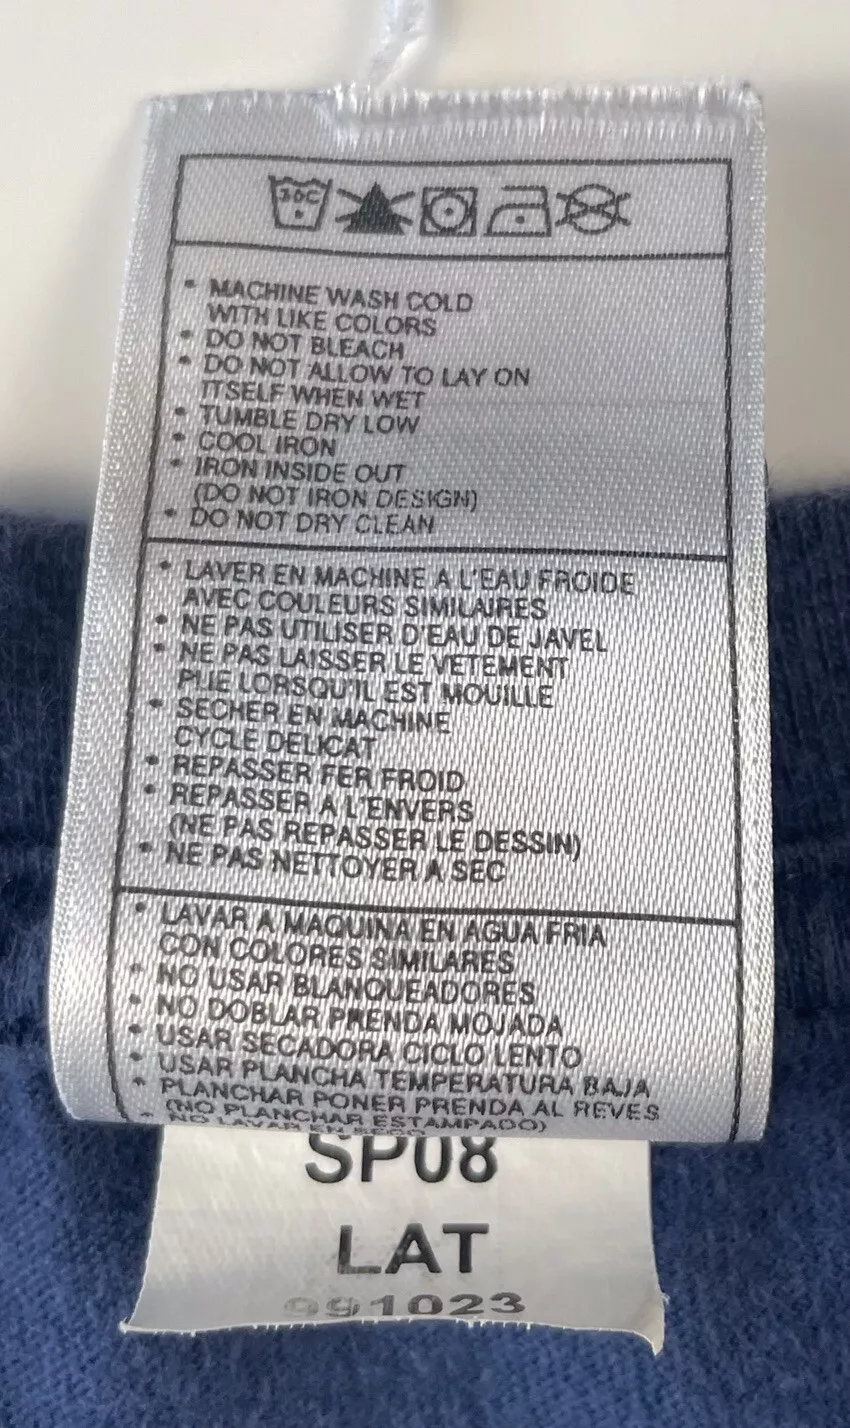 30C
• MACHINE WASH COLD
WITH LIKE COLORS
• DO NOT BLEACH
• DO NOT ALLOW TO LAY ON
ITSELF WHEN WET
• TUMBLE DRY LOW
• COOL IRON
• IRON INSIDE OUT
(DO NOT IRON DESIGN)
• DO NOT DRY CLEAN
• LAVER EN MACHINE A L'EAU FROIDE
AVEC COULEURS SIMILAIRES
• NE PAS UTILISER D'EAU DE JAVEL
• NE PAS LAISSER LE VETEMENT
PLIE LORSQU'IL EST MOUILLE
• SECHER EN MACHINE
CYCLE DELICAT
• REPASSER FER FROID
• REPASSER A L'ENVERS
(NE PAS REPASSER LE DESSIN)
• NE PAS NETTOYER A SEC
• LAVAR A MAQUINA EN AGUA FRIA
CON COLORES SIMILARES
• NO USAR BLANQUEADORES
• NO DOBLAR PRENDA MOJADA
• USAR SECADORA CICLO LENTO
• USAR PLANCHA TEMPERATURA BAJA
• PLANCHAR PONER PRENDA AL REVES
(NO PLANCHAR ESTAMPADO)
• NO LAVAR EN SECO
SP08
LAT
991023